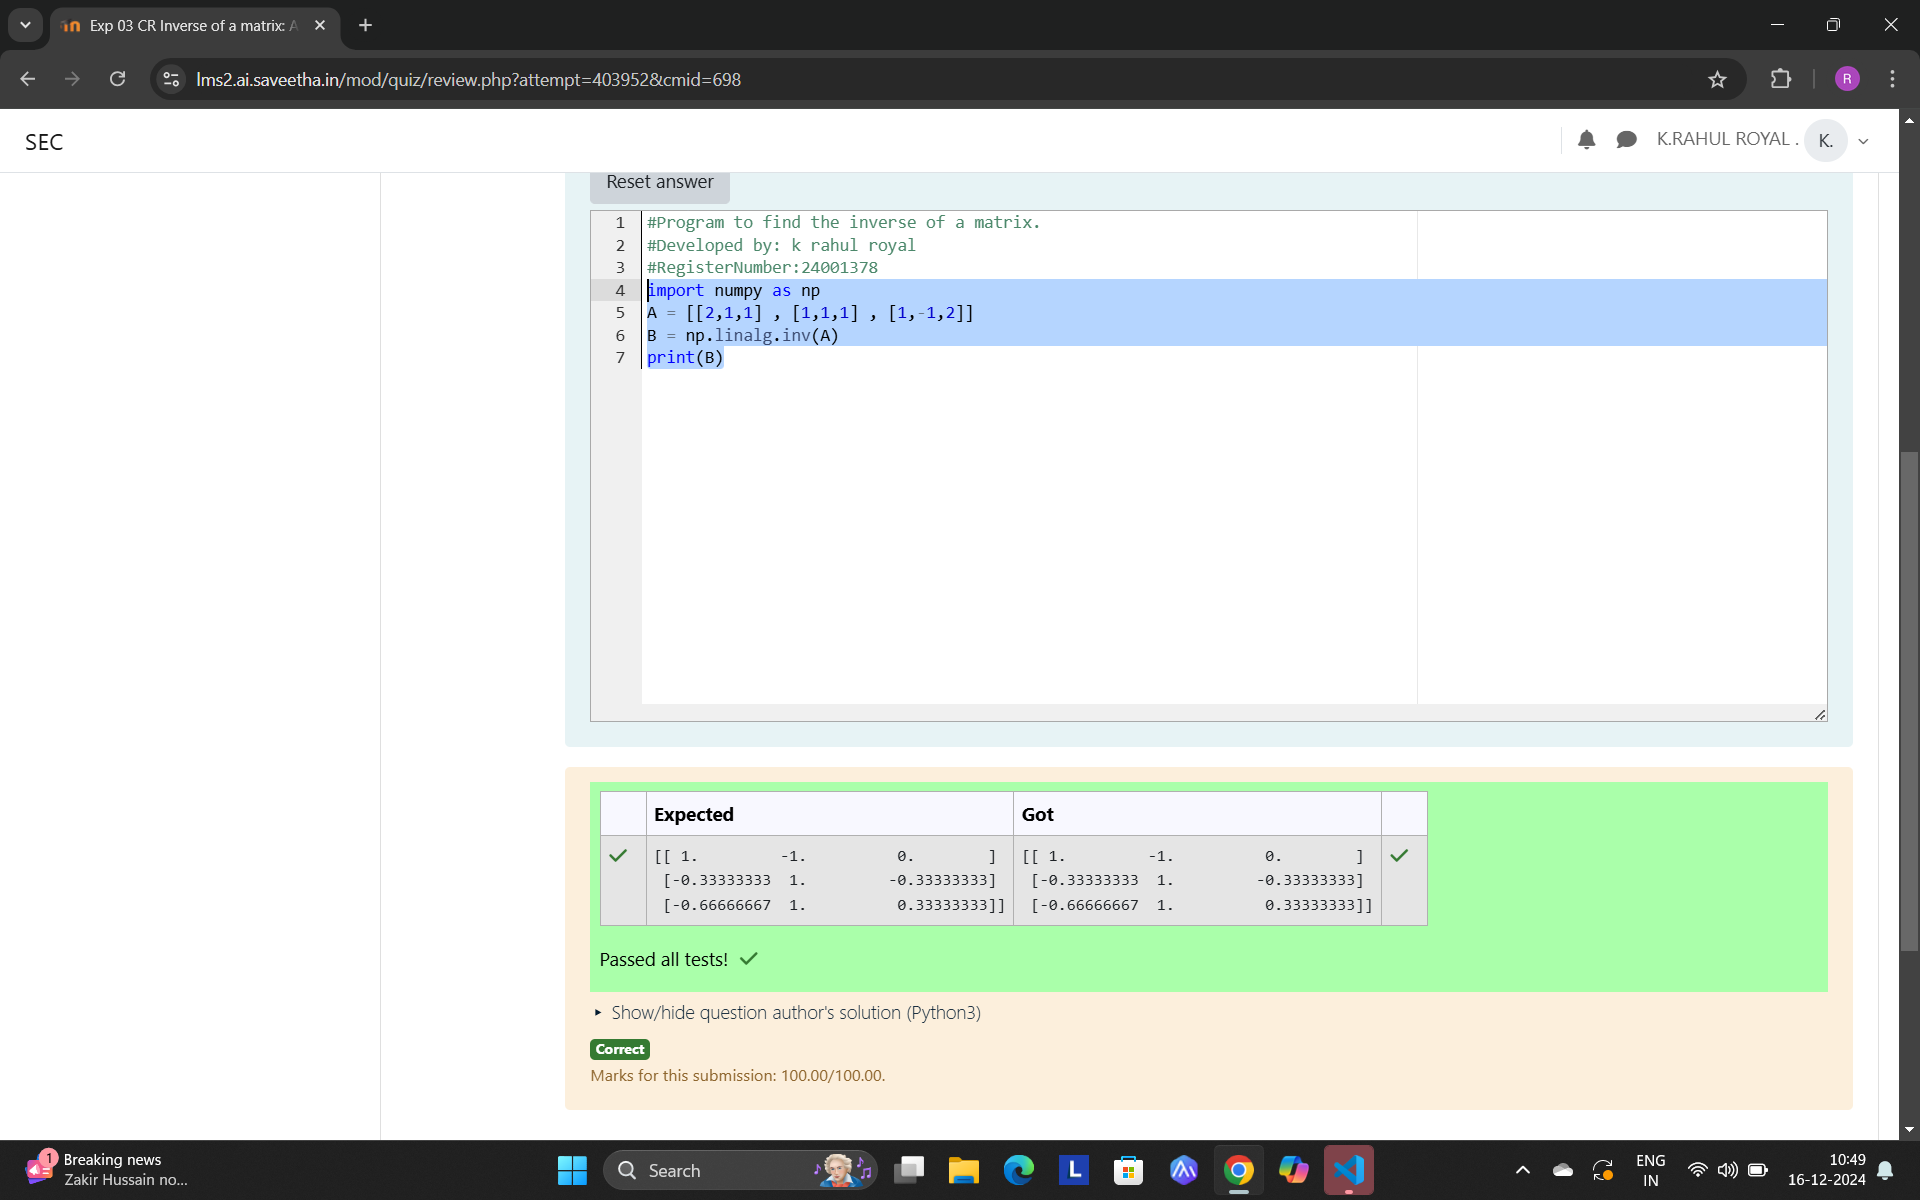 Exp 03 CR Inverse of a matrix: A
lms2.ai.saveetha.in/mod/quiz/review.php?attempt=403952&cmid=698
R
SEC
K.RAHUL ROYAL .
K.
Reset answer
1 #Program to find the inverse of a matrix.
2 #Developed by: k rahul royal
3 #RegisterNumber:24001378
4 import numpy as np
5 A = [[2,1,1] , [1,1,1] , [1,-1,2]]
6 B = np.linalg.inv(A)
7 print(B)
Expected Got
[[ 1. -1. 0. ] [[ 1. -1. 0. ]
[-0.33333333 1. -0.33333333] [-0.33333333 1. -0.33333333]
[-0.66666667 1. 0.33333333]] [-0.66666667 1. 0.33333333]]
Passed all tests!
Show/hide question author's solution (Python3)
Correct
Marks for this submission: 100.00/100.00.
1
Breaking news
Zakir Hussain no...
Search
L
ENG
IN
10:49
16-12-2024